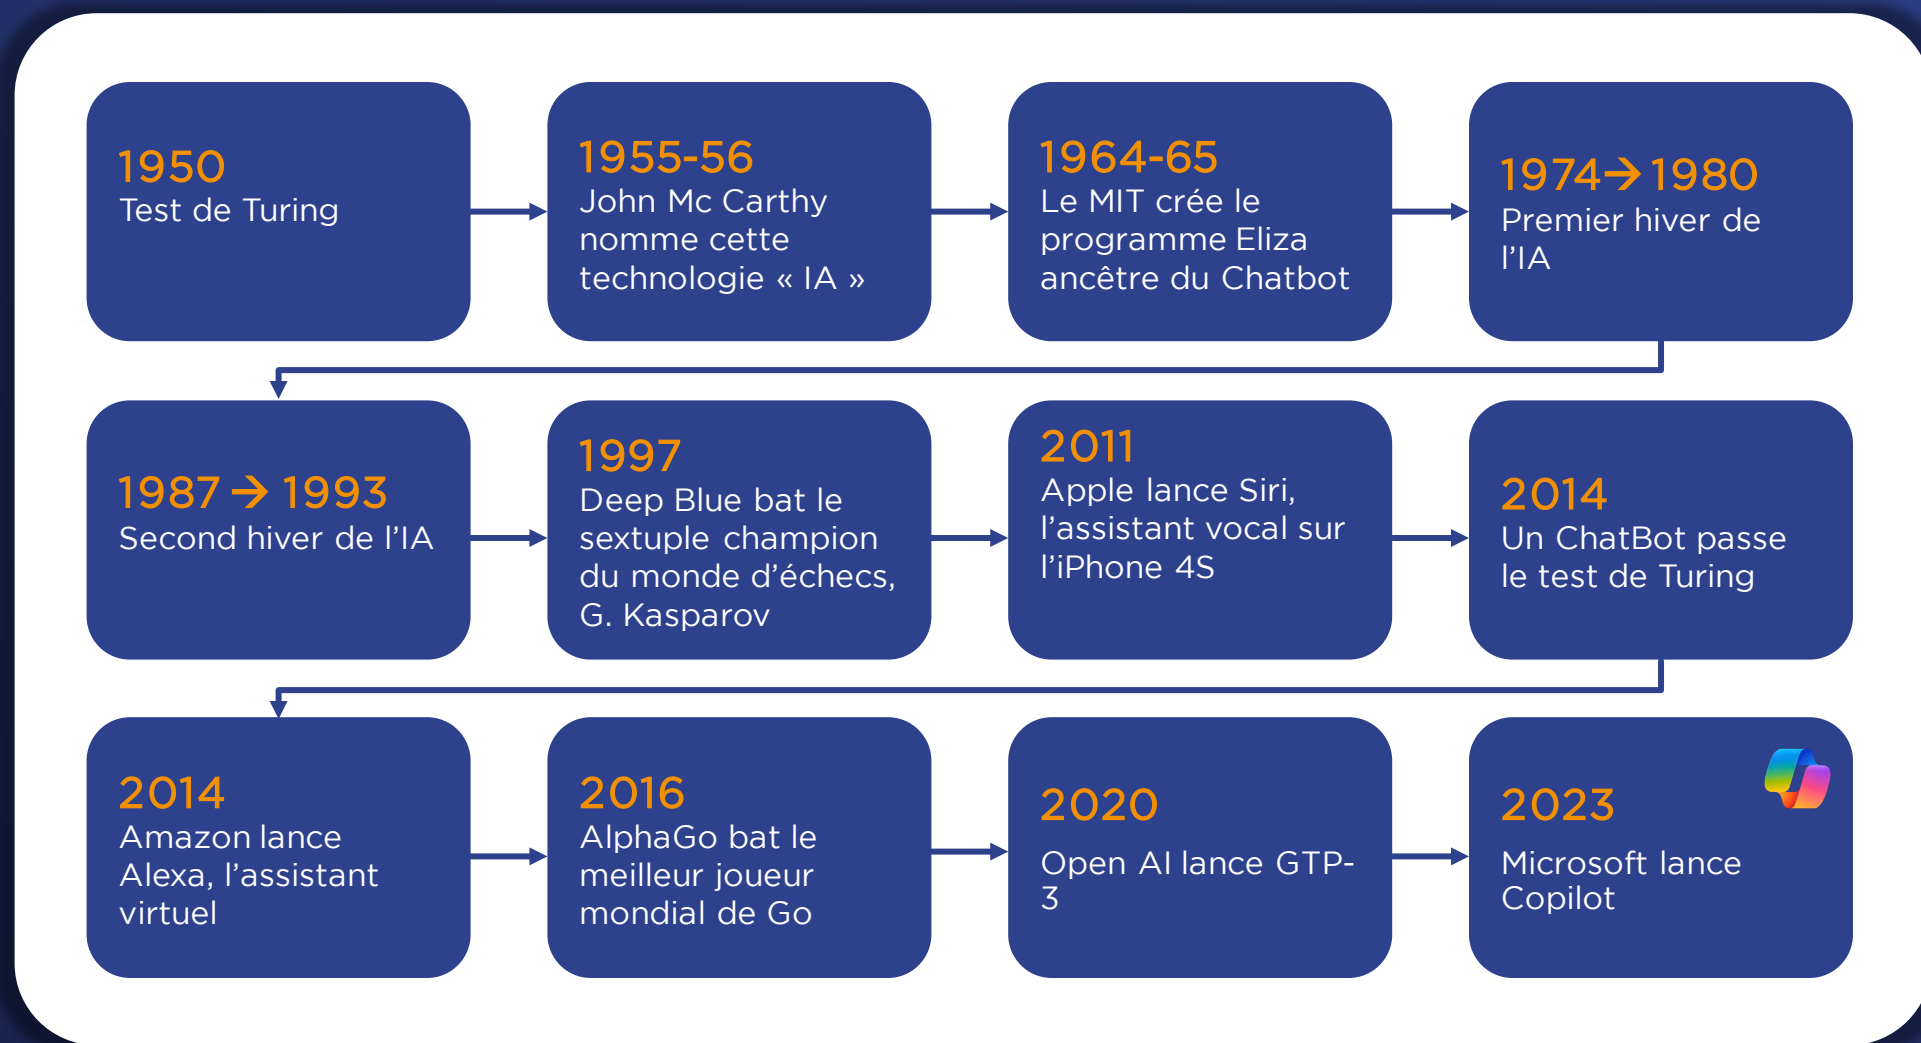 1950
Test de Turing
1955-56
John Mc Carthy
nomme cette
technologie « IA »
1964-65
Le MIT crée le
programme Eliza
ancêtre du Chatbot
1974→1980
Premier hiver de
l’IA
1987 → 1993
Second hiver de l’IA
1997
Deep Blue bat le
sextuple champion
du monde d’échecs,
G. Kasparov
2011
Apple lance Siri,
l’assistant vocal sur
l’iPhone 4S
2014
Un ChatBot passe
le test de Turing
2014
Amazon lance
Alexa, l’assistant
virtuel
2016
AlphaGo bat le
meilleur joueur
mondial de Go
2020
Open AI lance GTP-
3
2023
Microsoft lance
Copilot